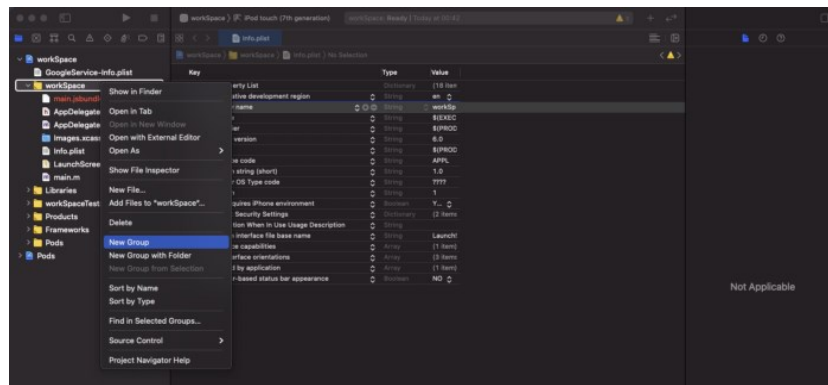 workSpace
iPod touch (7th generation)
workSpace: Ready | Today at 00:42
Info.plist
workSpace
workSpace
Info.plist
No Selection
workSpace
GoogleService-Info.plist
workSpace
main.jsbundl
AppDelegate
AppDelegate
Images.xcass
Info.plist
LaunchScree
main.m
Libraries
workSpaceTest
Products
Frameworks
Pods
Pods
Show in Finder
Open in Tab
Open in New Window
Open with External Editor
Open As
Show File Inspector
New File...
Add Files to "workSpace"...
Delete
New Group
New Group with Folder
New Group from Selection
Sort by Name
Sort by Type
Find in Selected Groups...
Source Control
Project Navigator Help
Key Type Value
erty List Dictionary (16 item
ative development region String en
name String workSp
String $(EXEC
ier String $(PROD
version String 6.0
String $(PROD
pe code String APPL
string (short) String 1.0
OS Type code String ????
String 1
quires iPhone environment Boolean Y...
Security Settings Dictionary (2 items
tion When In Use Usage Description String
interface file base name String Launch
ce capabilities Array (1 item)
terface orientations Array (3 items
d by application Array (1 item)
r-based status bar appearance Boolean NO
Not Applicable